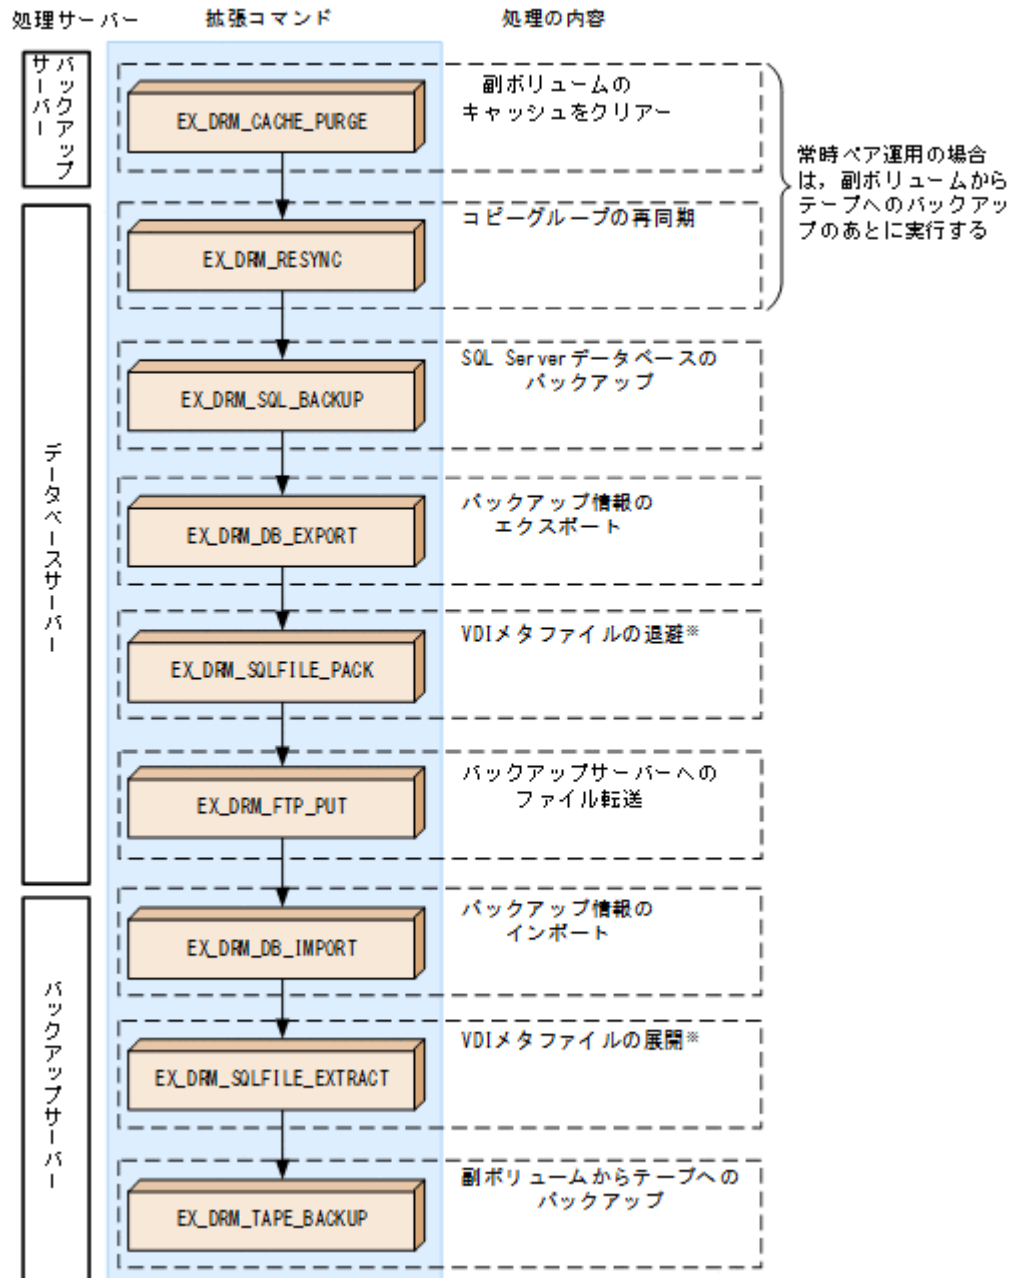 処理サーバー
拡張コマンド
処理の内容
バックアップ
サーバー
EX_DRM_CACHE_PURGE
副ボリュームの
キャッシュをクリアー
常時ペア運用の場合
は，副ボリュームから
テープへのバックアッ
プのあとに実行する
データベースサーバー
EX_DRM_RESYNC
コピーグループの再同期
EX_DRM_SQL_BACKUP
SQL Serverデータベースの
バックアップ
EX_DRM_DB_EXPORT
バックアップ情報の
エクスポート
EX_DRM_SQLFILE_PACK
VDIメタファイルの退避※
EX_DRM_FTP_PUT
バックアップサーバーへの
ファイル転送
バックアップサーバー
EX_DRM_DB_IMPORT
バックアップ情報の
インポート
EX_DRM_SQLFILE_EXTRACT
VDIメタファイルの展開※
EX_DRM_TAPE_BACKUP
副ボリュームからテープへの
バックアップ